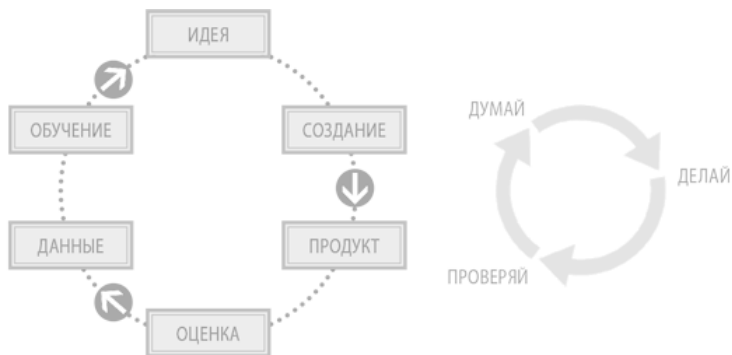 ИДЕЯ
СОЗДАНИЕ
ПРОДУКТ
ОЦЕНКА
ДАННЫЕ
ОБУЧЕНИЕ
ДУМАЙ
ДЕЛАЙ
ПРОВЕРЯЙ